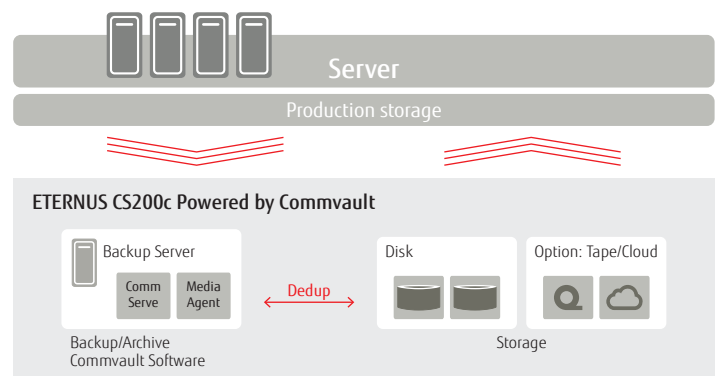 Server
Production storage
ETERNUS CS200c Powered by Commvault
Backup Server
Comm
Serve
Media
Agent
Dedup
Disk
Option: Tape/Cloud
Backup/Archive
Commvault Software
Storage